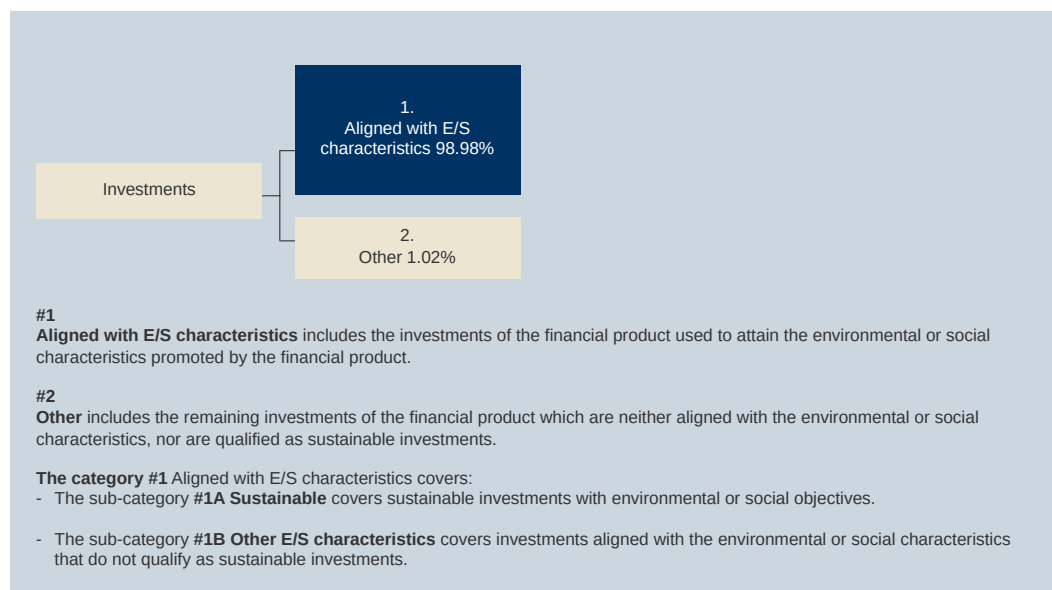 1.
Aligned with E/S
characteristics 98.98%
Investments
2.
Other 1.02%
#1
Aligned with E/S characteristics includes the investments of the financial product used to attain the environmental or social
characteristics promoted by the financial product.
#2
Other includes the remaining investments of the financial product which are neither aligned with the environmental or social
characteristics, nor are qualified as sustainable investments.
The category #1 Aligned with E/S characteristics covers:
- The sub-category #1A Sustainable covers sustainable investments with environmental or social objectives.
- The sub-category #1B Other E/S characteristics covers investments aligned with the environmental or social characteristics
that do not qualify as sustainable investments.